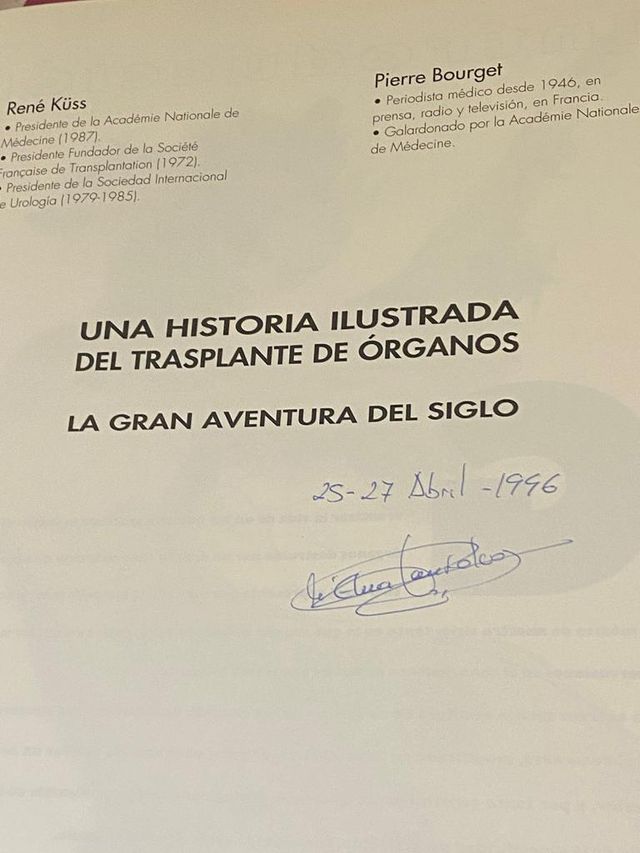 René Küss
• Presidente de la Académie Nationale de
Médecine (1987).
• Presidente Fundador de la Société
Française de Transplantation (1972).
• Presidente de la Sociedad Internacional
e Urología (1979-1985).
Pierre Bourget
• Periodista médico desde 1946, en
prensa, radio y televisión, en Francia.
• Galardonado por la Académie Nationale
de Médecine.
UNA HISTORIA ILUSTRADA
DEL TRASPLANTE DE ÓRGANOS
LA GRAN AVENTURA DEL SIGLO
25-27 Abril -1996